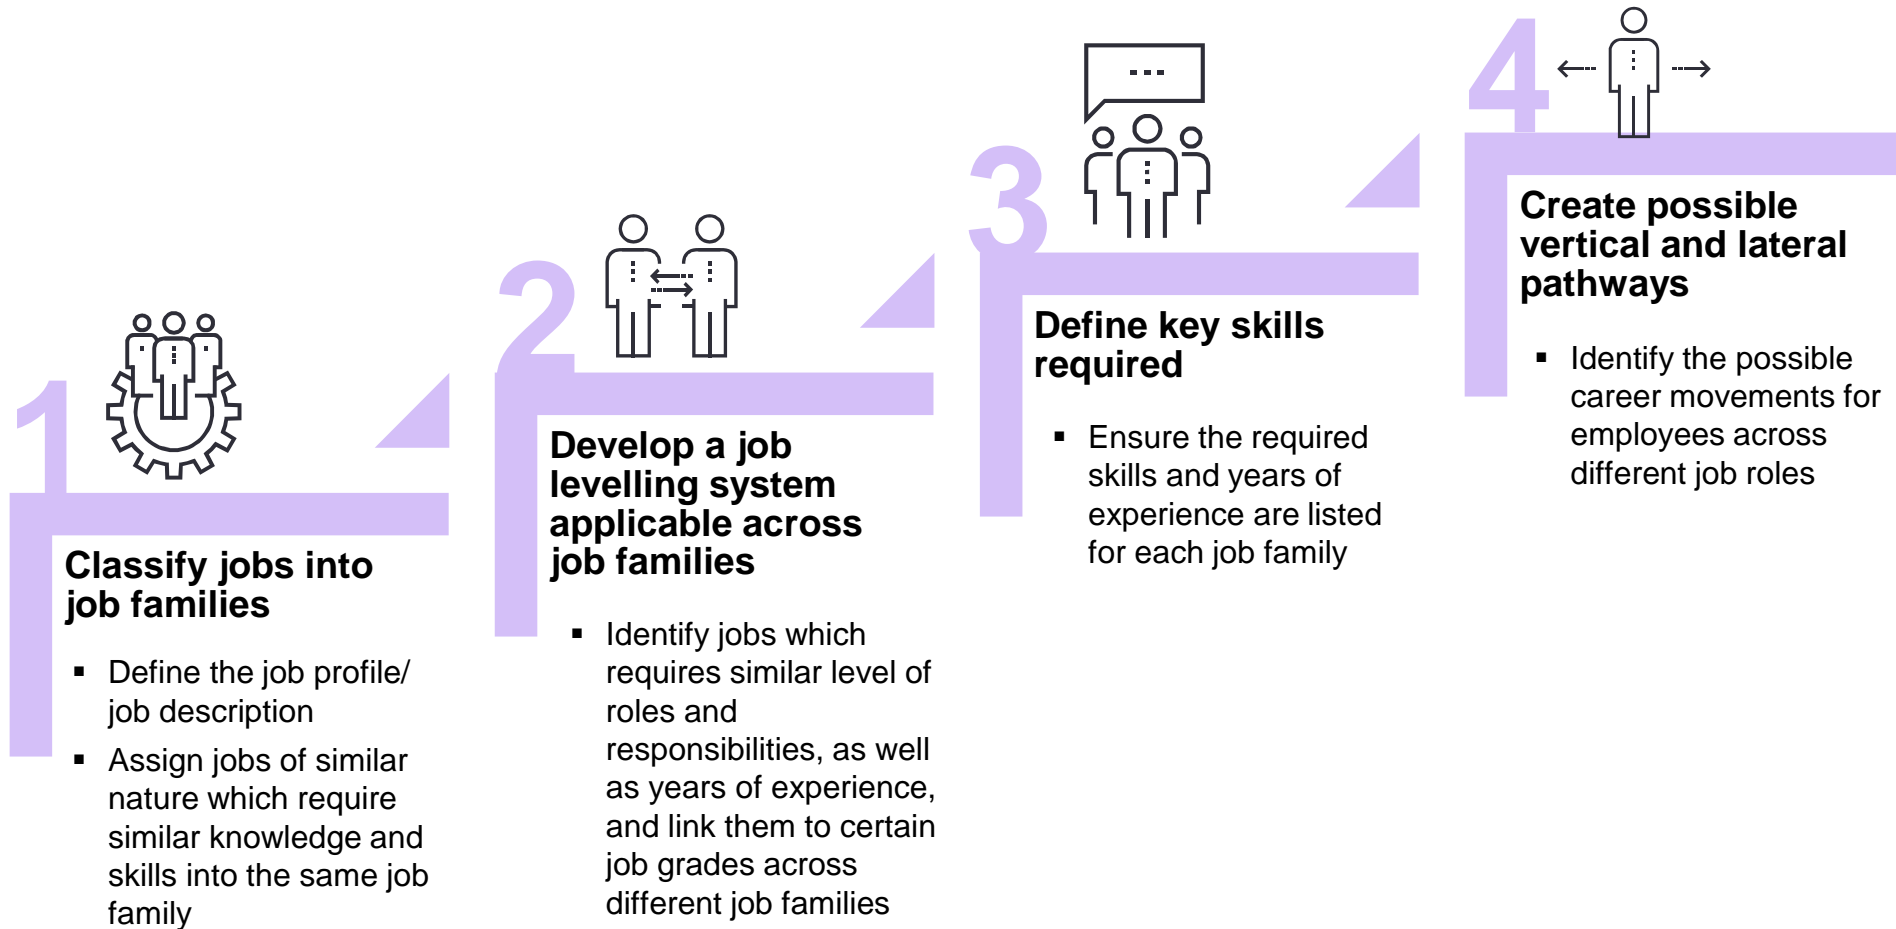 1
Classify jobs into
job families
▪ Define the job profile/
job description
▪ Assign jobs of similar
nature which require
similar knowledge and
skills into the same job
family
2
Develop a job
levelling system
applicable across
job families
▪ Identify jobs which
requires similar level of
roles and
responsibilities, as well
as years of experience,
and link them to certain
job grades across
different job families
3
Define key skills
required
▪ Ensure the required
skills and years of
experience are listed
for each job family
4
Create possible
vertical and lateral
pathways
▪ Identify the possible
career movements for
employees across
different job roles